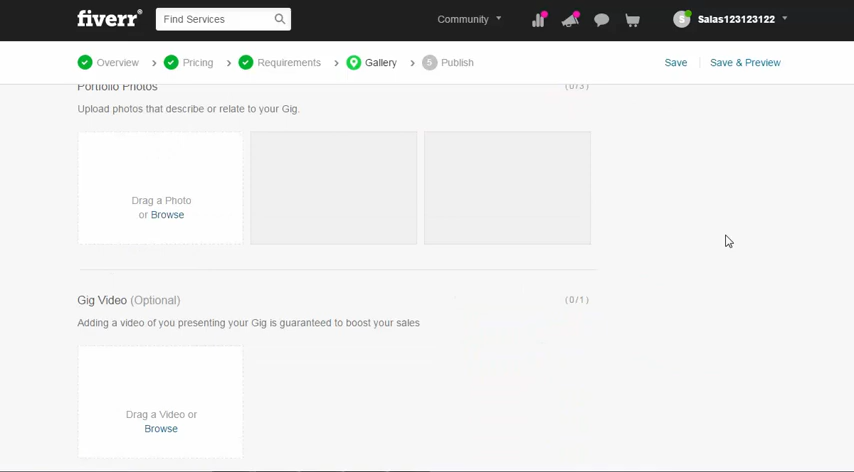 fiverr®
Find Services
Community
S
Salas123123122
Overview
Pricing
Requirements
Gallery
5 Publish
Save
Save & Preview
Portfolio Photos
(0/3)
Upload photos that describe or relate to your Gig.
Drag a Photo
or Browse
Gig Video (Optional)
(0/1)
Adding a video of you presenting your Gig is guaranteed to boost your sales
Drag a Video or
Browse